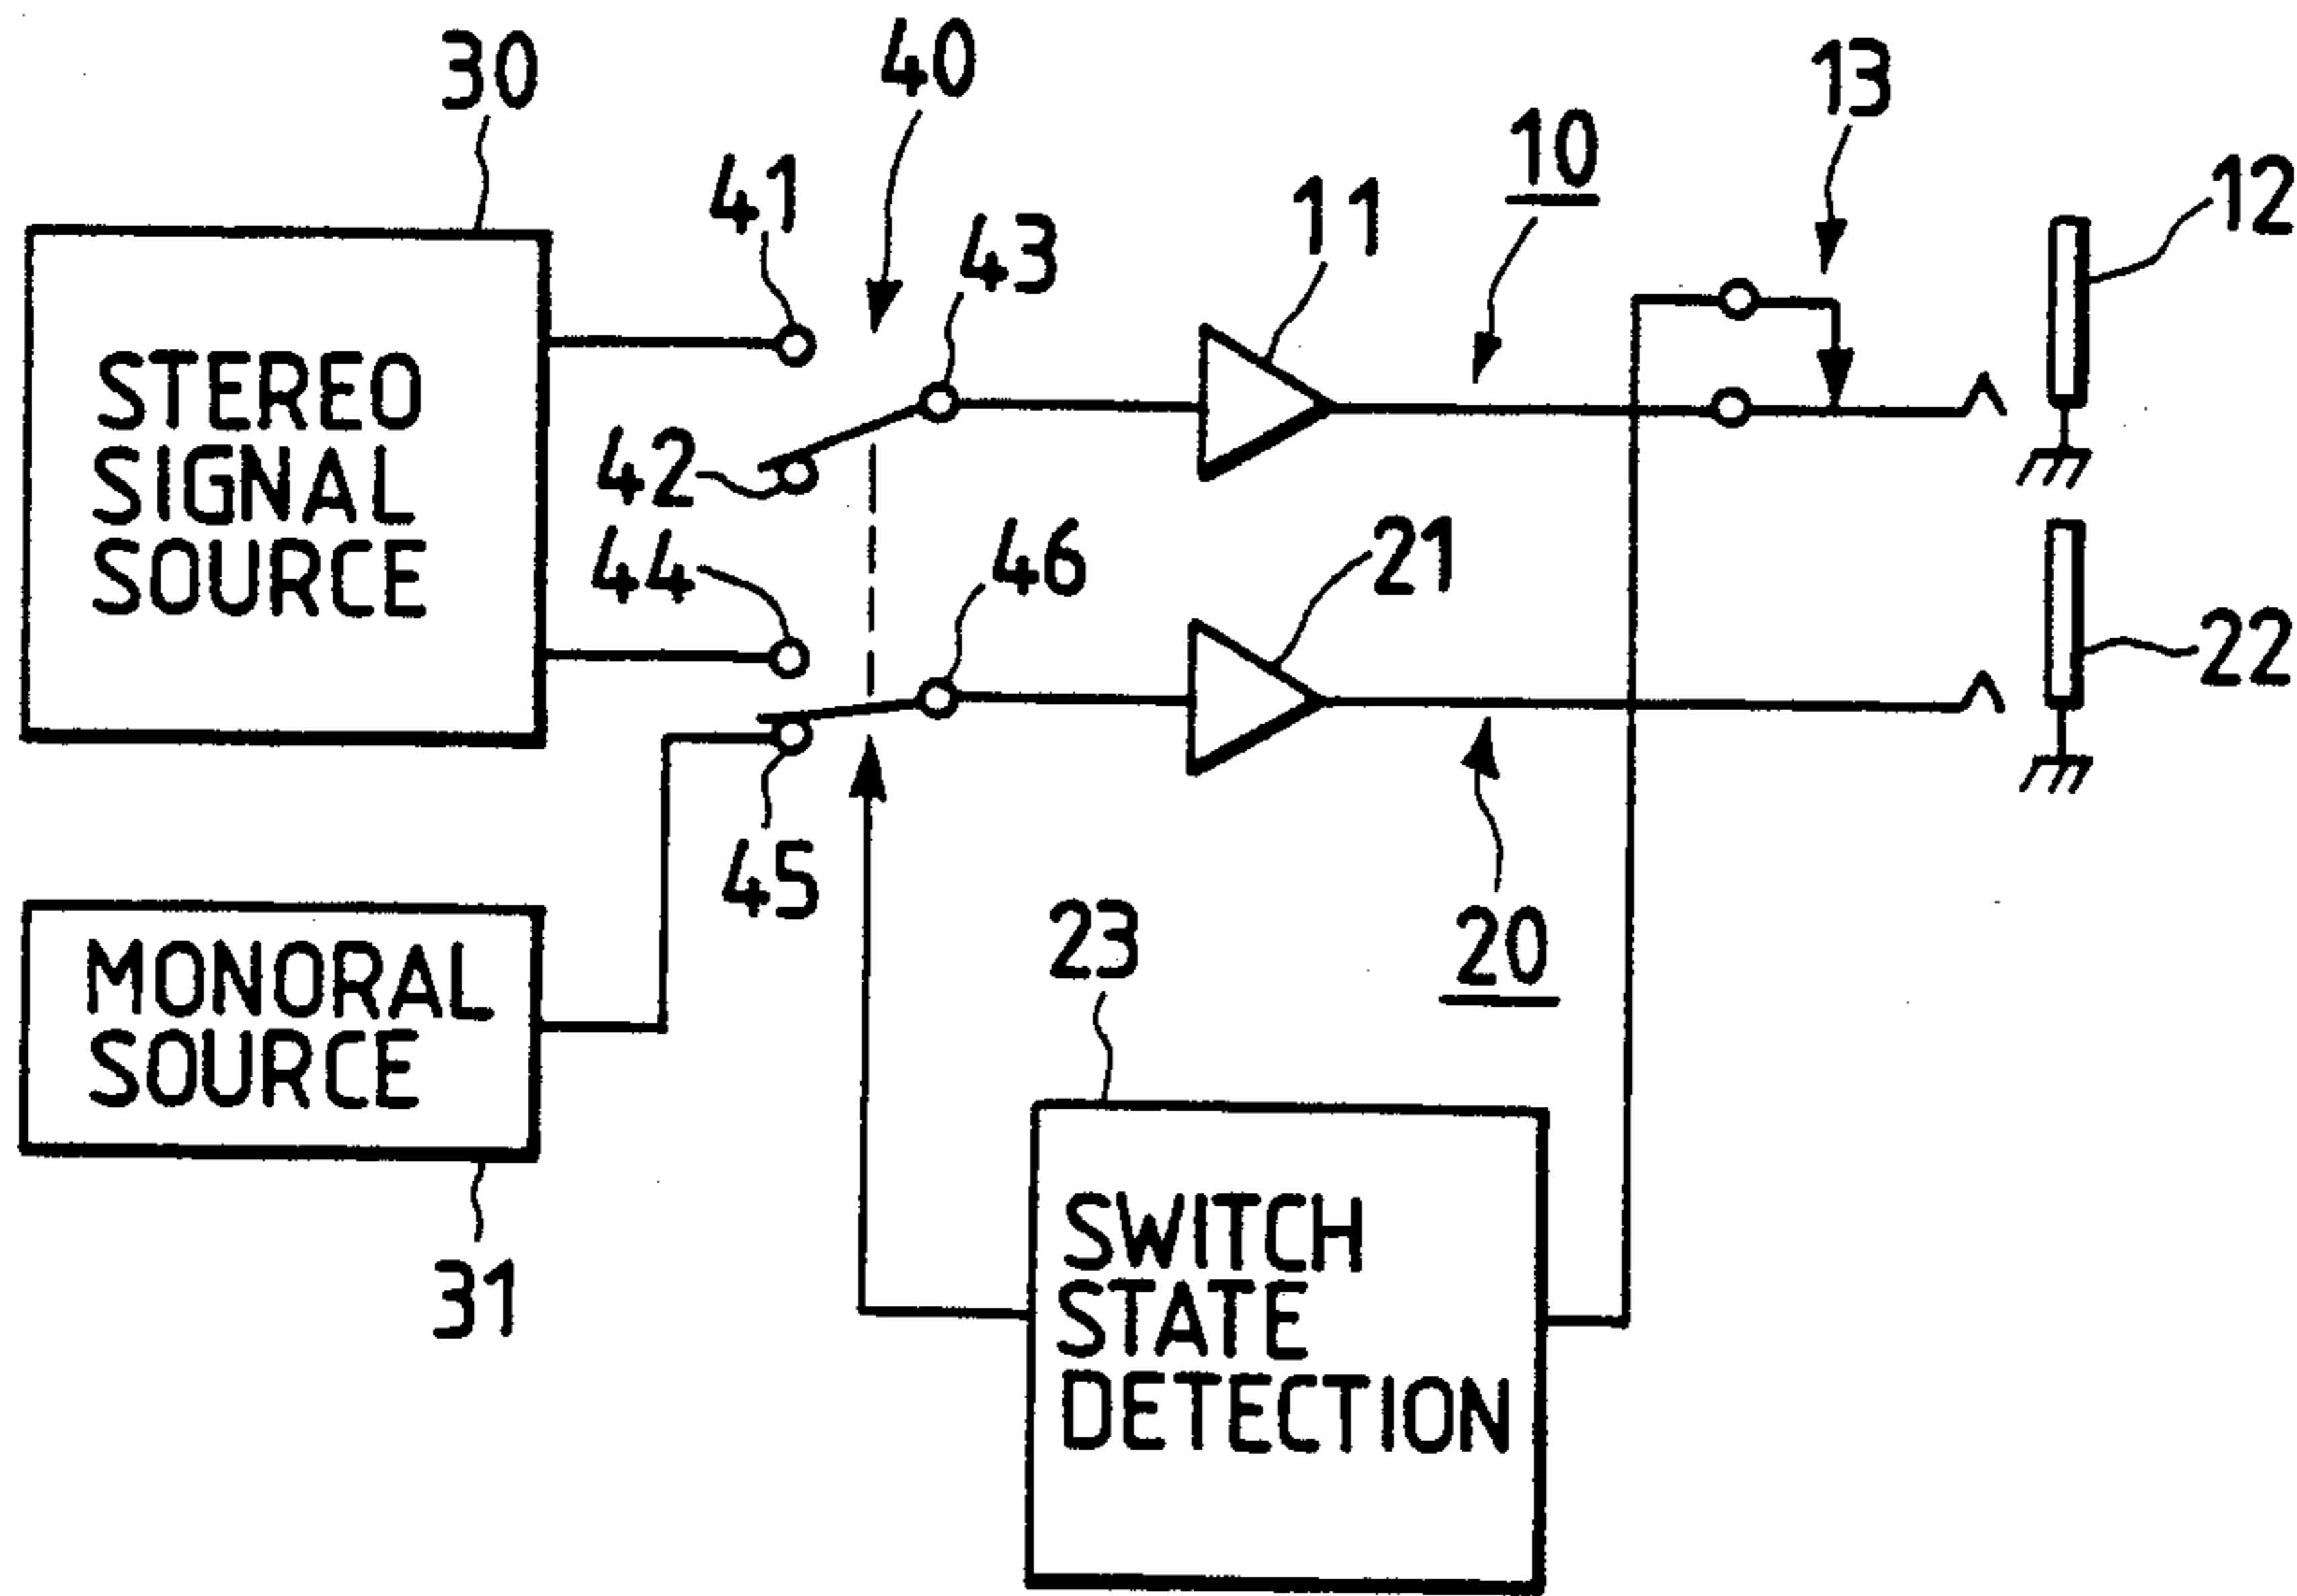 30
40
13
41
10
12
11
43
STEREO
SIGNAL
SOURCE
42
44
46
21
22
45
23
20
MONORAL
SOURCE
31
SWITCH
STATE
DETECTION